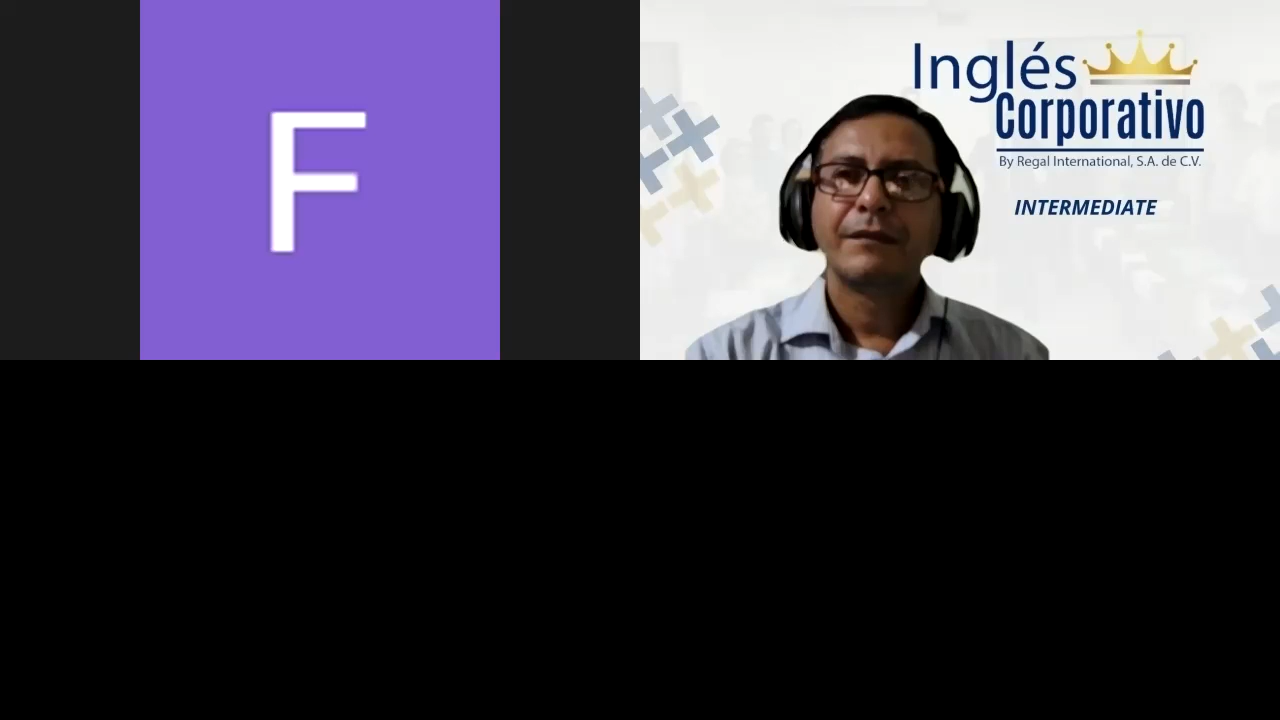 F
Inglés
Corporativo
By Regal International, S.A. de C.V.
INTERMEDIATE